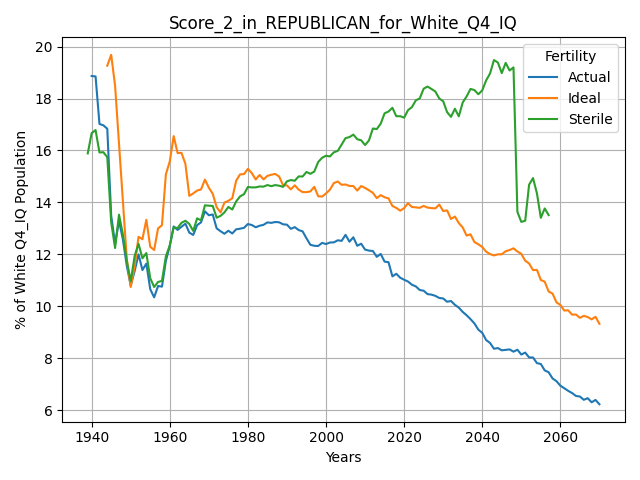 Score_2_in_REPUBLICAN_for_White_Q4_IQ
% of White Q4_IQ Population
20
18
16
14
12
10
8
6
Fertility
Actual
Ideal
Sterile
1940 1960 1980 2000 2020 2040 2060
Years